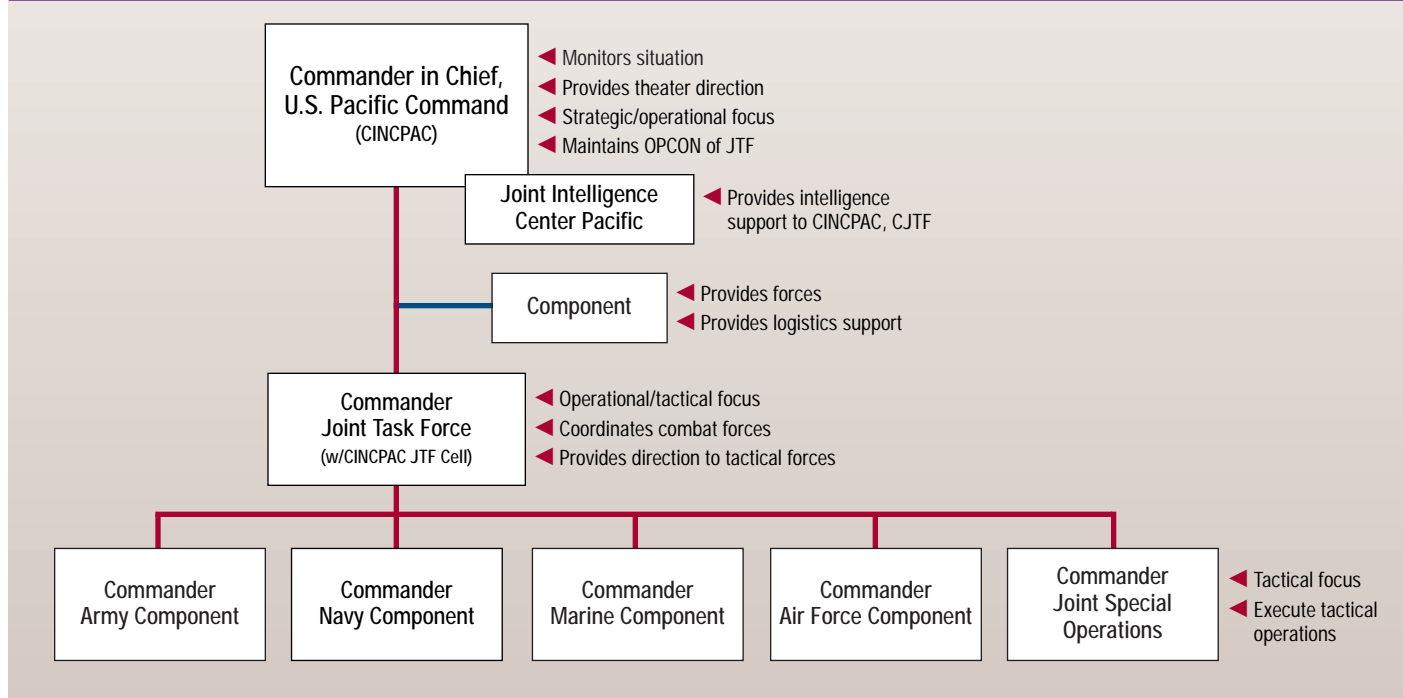 Commander in Chief,
U.S. Pacific Command
(CINCPAC)
◀ Monitors situation
◀ Provides theater direction
◀ Strategic/operational focus
◀ Maintains OPCON of JTF
Joint Intelligence
Center Pacific
◀ Provides intelligence
support to CINCPAC, CJTF
Component
◀ Provides forces
◀ Provides logistics support
Commander
Joint Task Force
(w/CINCPAC JTF Cell)
◀ Operational/tactical focus
◀ Coordinates combat forces
◀ Provides direction to tactical forces
Commander
Army Component
Commander
Navy Component
Commander
Marine Component
Commander
Air Force Component
Commander
Joint Special
Operations
◀ Tactical focus
◀ Execute tactical
operations